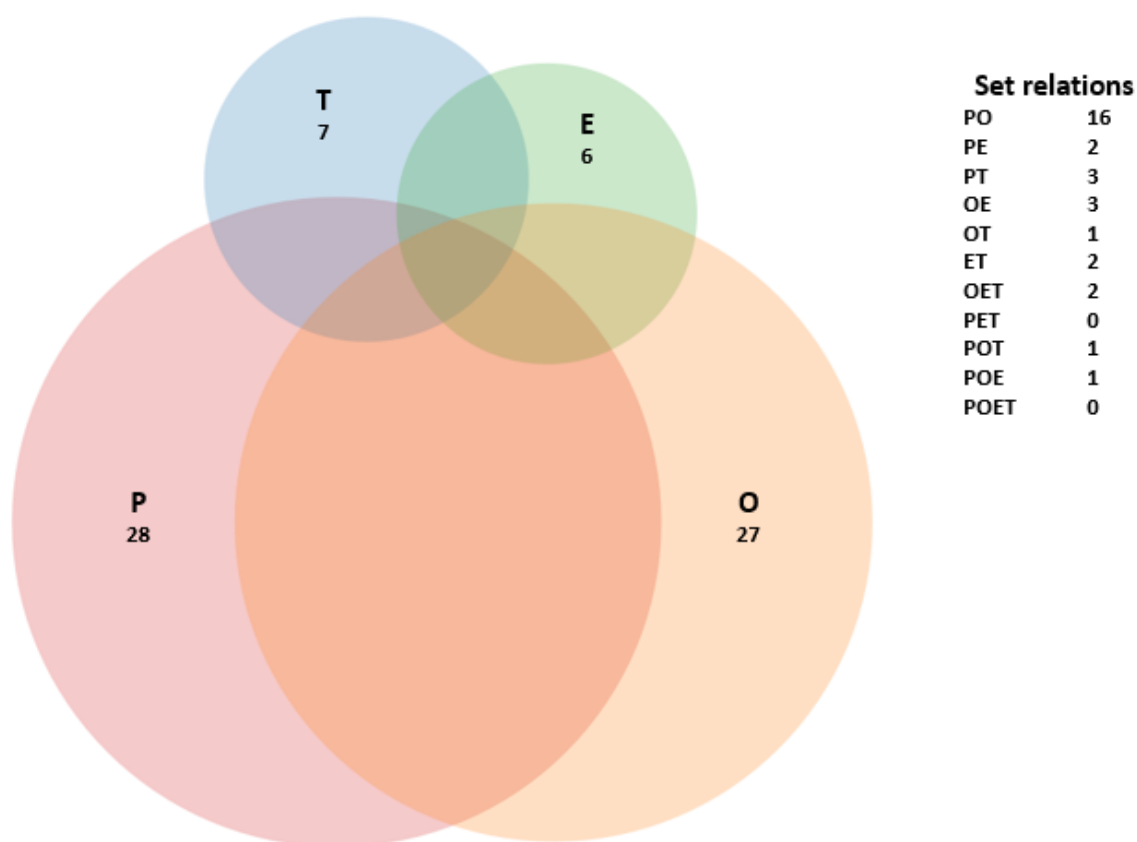 T
7
E
6
P
28
O
27
Set relations
PO 16
PE 2
PT 3
OE 3
OT 1
ET 2
OET 2
PET 0
POT 1
POE 1
POET 0